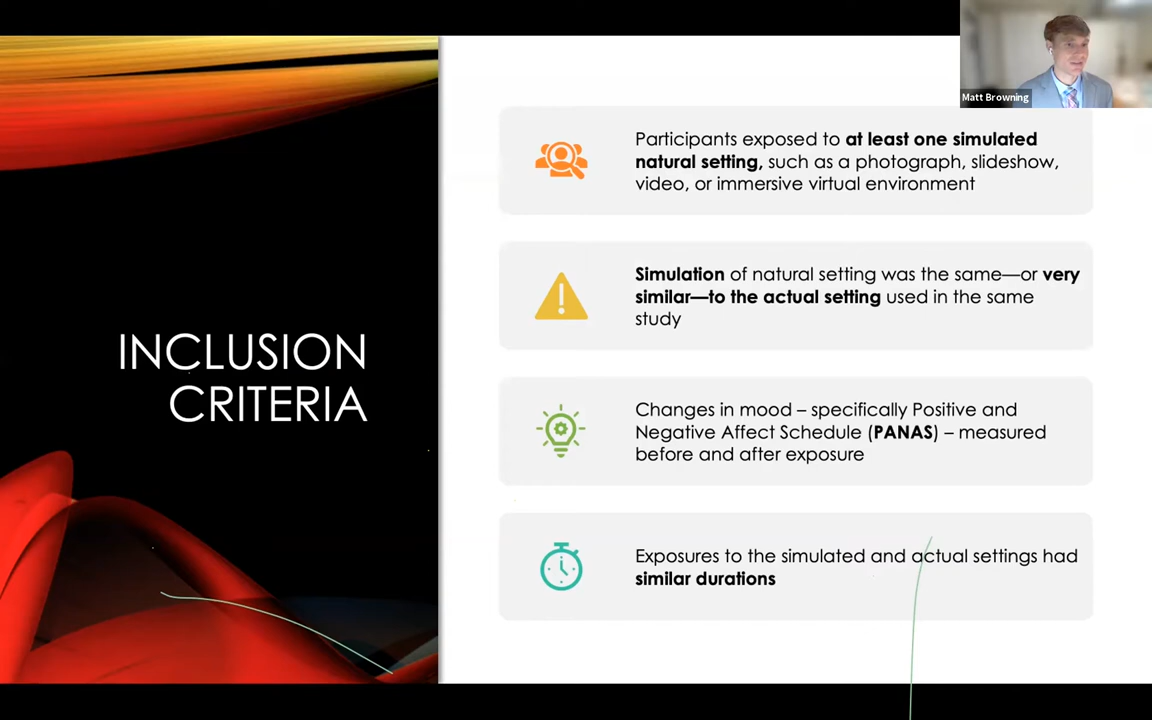 Matt Browning
INCLUSION
CRITERIA
Participants exposed to at least one simulated
natural setting, such as a photograph, slideshow,
video, or immersive virtual environment
Simulation of natural setting was the same—or very
similar—to the actual setting used in the same
study
Changes in mood – specifically Positive and
Negative Affect Schedule (PANAS) – measured
before and after exposure
Exposures to the simulated and actual settings had
similar durations